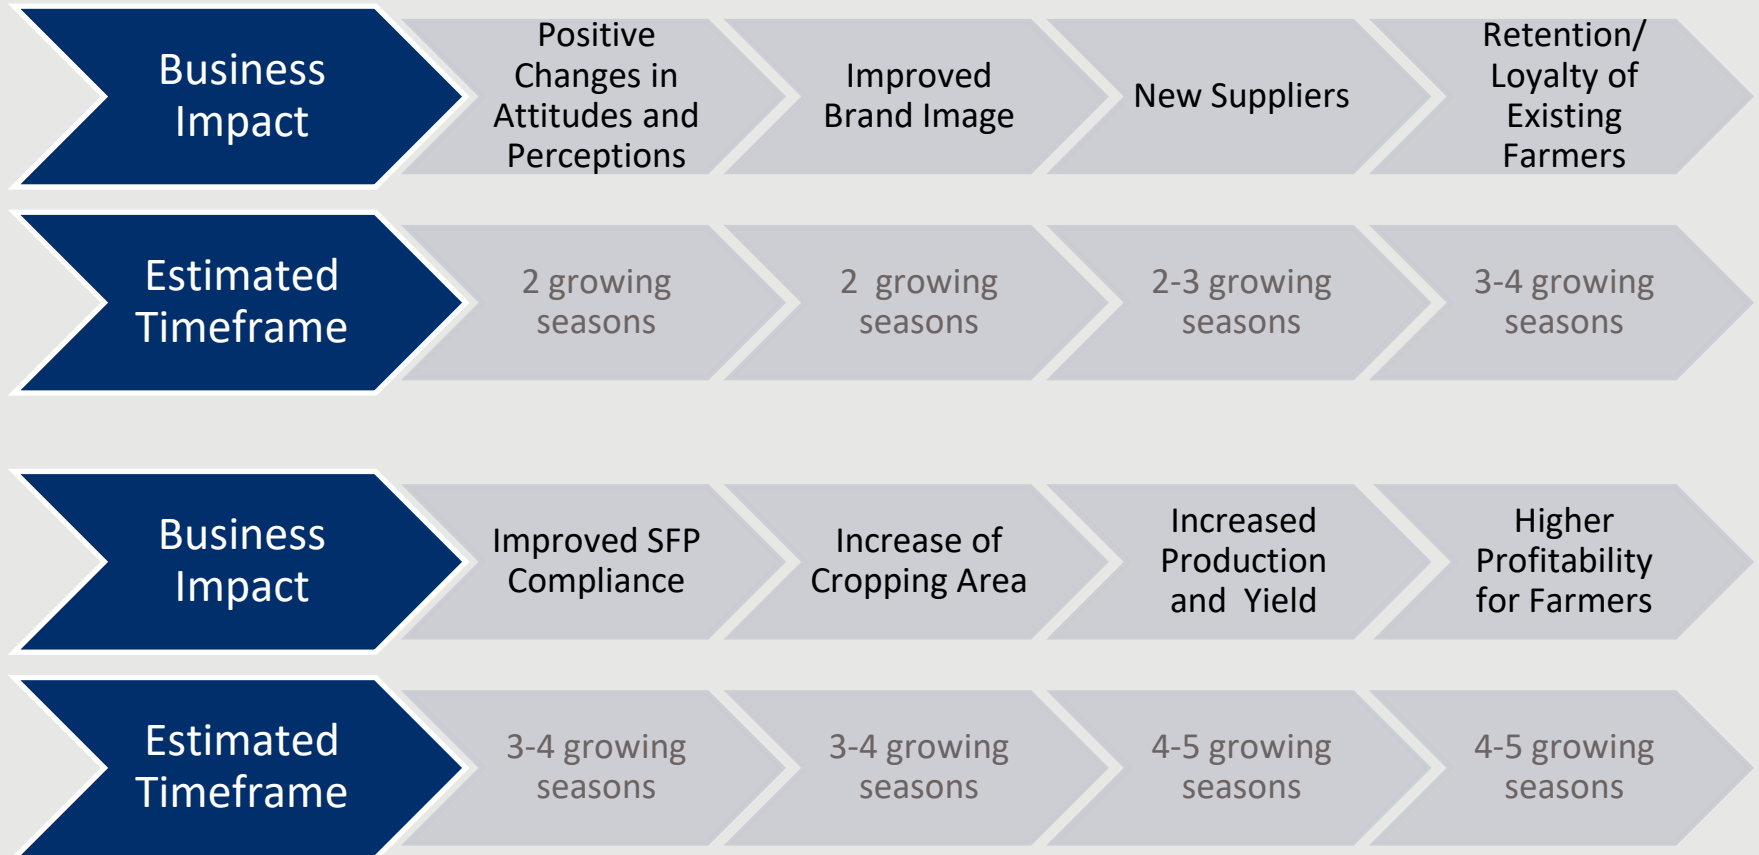 Business
Impact
Positive
Changes in
Attitudes and
Perceptions
Improved
Brand Image
New Suppliers
Retention/
Loyalty of
Existing
Farmers
Estimated
Timeframe
2 growing
seasons
2 growing
seasons
2-3 growing
seasons
3-4 growing
seasons
Business
Impact
Improved SFP
Compliance
Increase of
Cropping Area
Increased
Production
and Yield
Higher
Profitability
for Farmers
Estimated
Timeframe
3-4 growing
seasons
3-4 growing
seasons
4-5 growing
seasons
4-5 growing
seasons